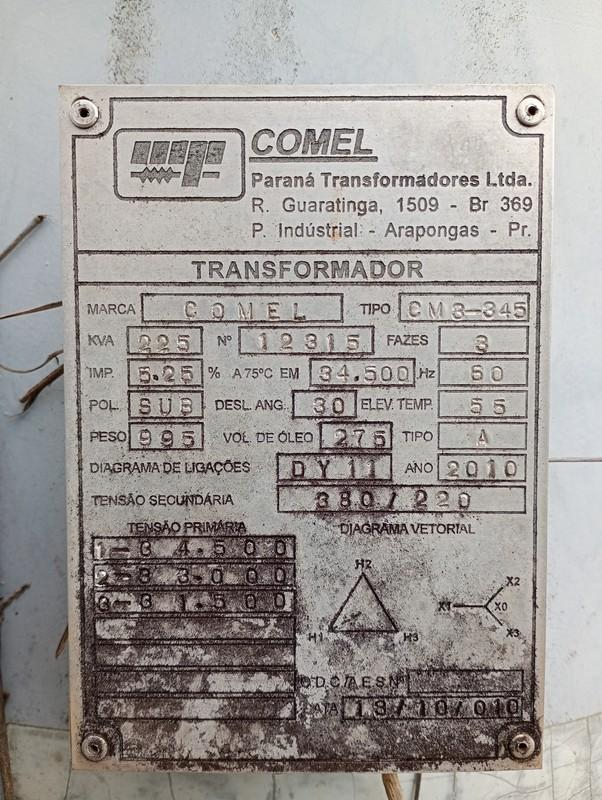 COMEL
Paraná Transformadores Ltda.
R. Guaratinga, 1509 - Br 369
P. Indústrial - Arapongas - Pr.
TRANSFORMADOR
MARCA COMEL TIPO CM3-345
KVA 225 Nº 12315 FAZES 3
IMP. 5.25 % A 75ºC EM 34.500 Hz 60
POL. SUB DESL. ANG. 30 ELEV. TEMP. 55
PESO 995 VOL. DE ÓLEO 275 TIPO A
DIAGRAMA DE LIGAÇÕES DY11 ANO 2010
TENSÃO SECUNDÁRIA 380/220
TENSÃO PRIMÁRIA DIAGRAMA VETORIAL
1-34.500
2-33.000
3-31.500
H2
H1 H3
X2
X1 X0
X3
O.D.C./A.E.S.Nº
DATA 13/10/010